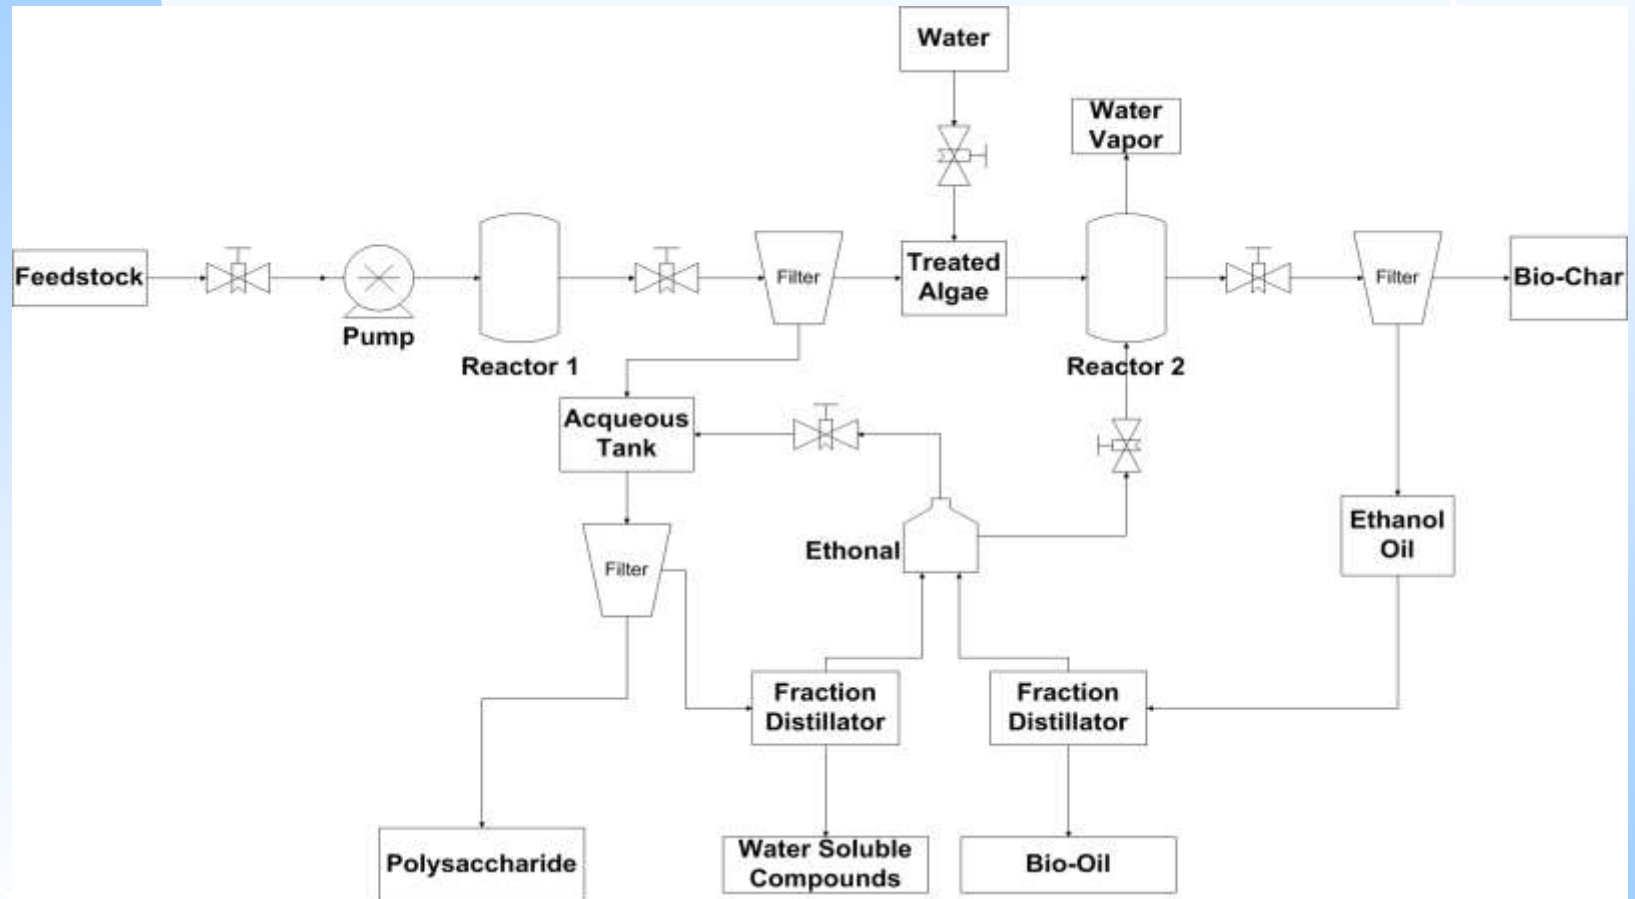 Water
Water
Vapor
Feedstock
Pump
Reactor 1
Filter
Treated
Algae
Reactor 2
Filter
Bio-Char
Acqueous
Tank
Filter
Ethonal
Ethanol
Oil
Fraction
Distillator
Fraction
Distillator
Polysaccharide
Water Soluble
Compounds
Bio-Oil